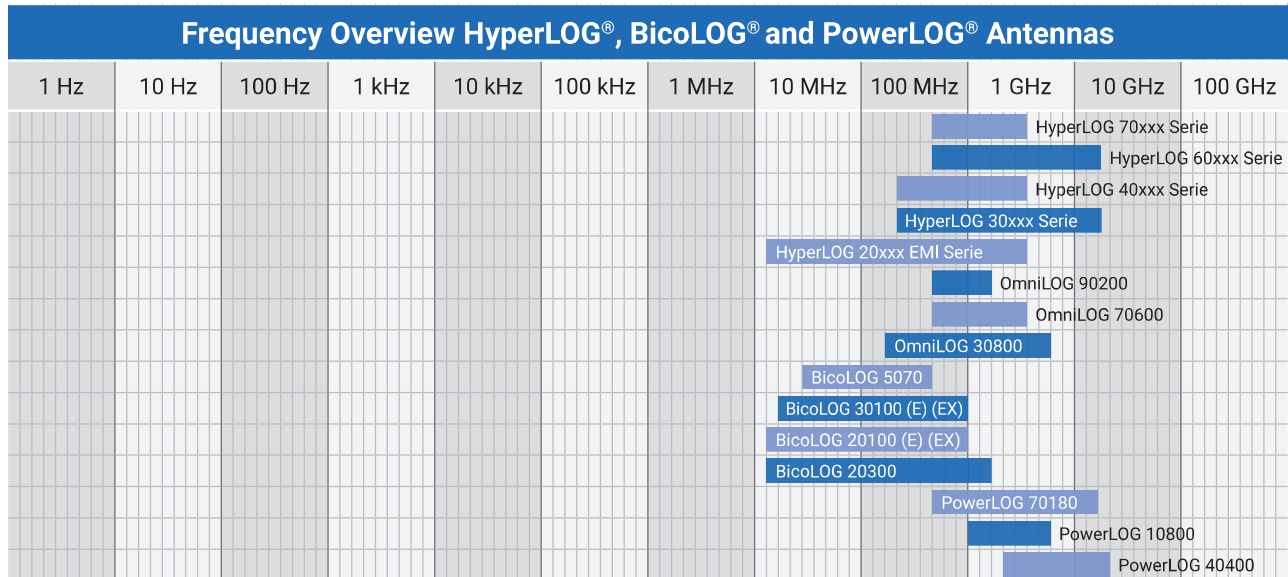 Frequency Overview HyperLOG®, BicoLOG® and PowerLOG® Antennas
1 Hz 10 Hz 100 Hz 1 kHz 10 kHz 100 kHz 1 MHz 10 MHz 100 MHz 1 GHz 10 GHz 100 GHz
HyperLOG 70xxx Serie
HyperLOG 60xxx Serie
HyperLOG 40xxx Serie
HyperLOG 30xxx Serie
HyperLOG 20xxx EMI Serie
OmniLOG 90200
OmniLOG 70600
OmniLOG 30800
BicoLOG 5070
BicoLOG 30100 (E) (EX)
BicoLOG 20100 (E) (EX)
BicoLOG 20300
PowerLOG 70180
PowerLOG 10800
PowerLOG 40400